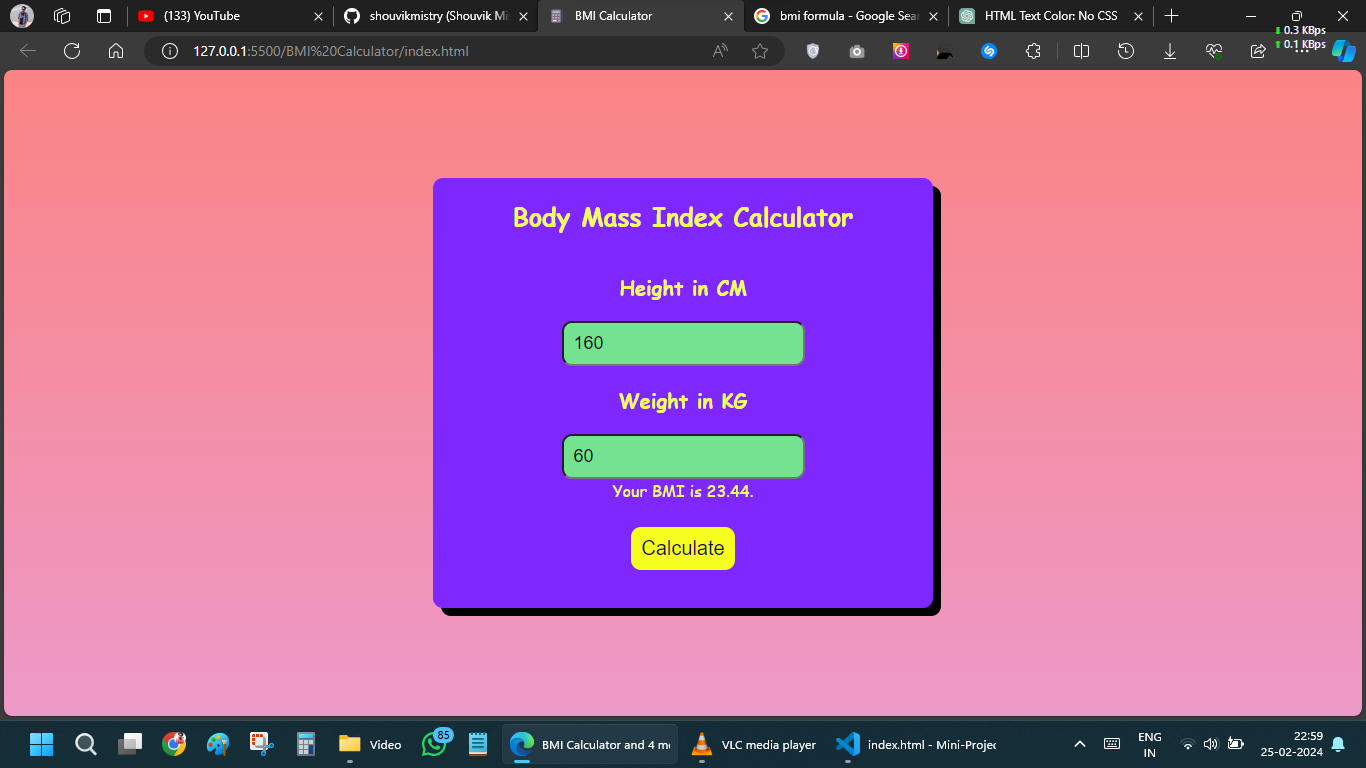 (133) YouTube
shouvikmistry (Shouvik Mi
BMI Calculator
bmi formula - Google Sear
HTML Text Color: No CSS
0.3 KBps
0.1 KBps
127.0.0.1:5500/BMI%20Calculator/index.html
Body Mass Index Calculator
Height in CM
160
Weight in KG
60
Your BMI is 23.44.
Calculate
Video
85
BMI Calculator and 4 mo
VLC media player
index.html - Mini-Projec
ENG
IN
22:59
25-02-2024